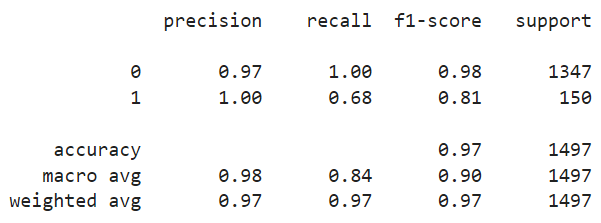 precision recall f1-score support
0 0.97 1.00 0.98 1347
1 1.00 0.68 0.81 150
accuracy 0.97 1497
macro avg 0.98 0.84 0.90 1497
weighted avg 0.97 0.97 0.97 1497